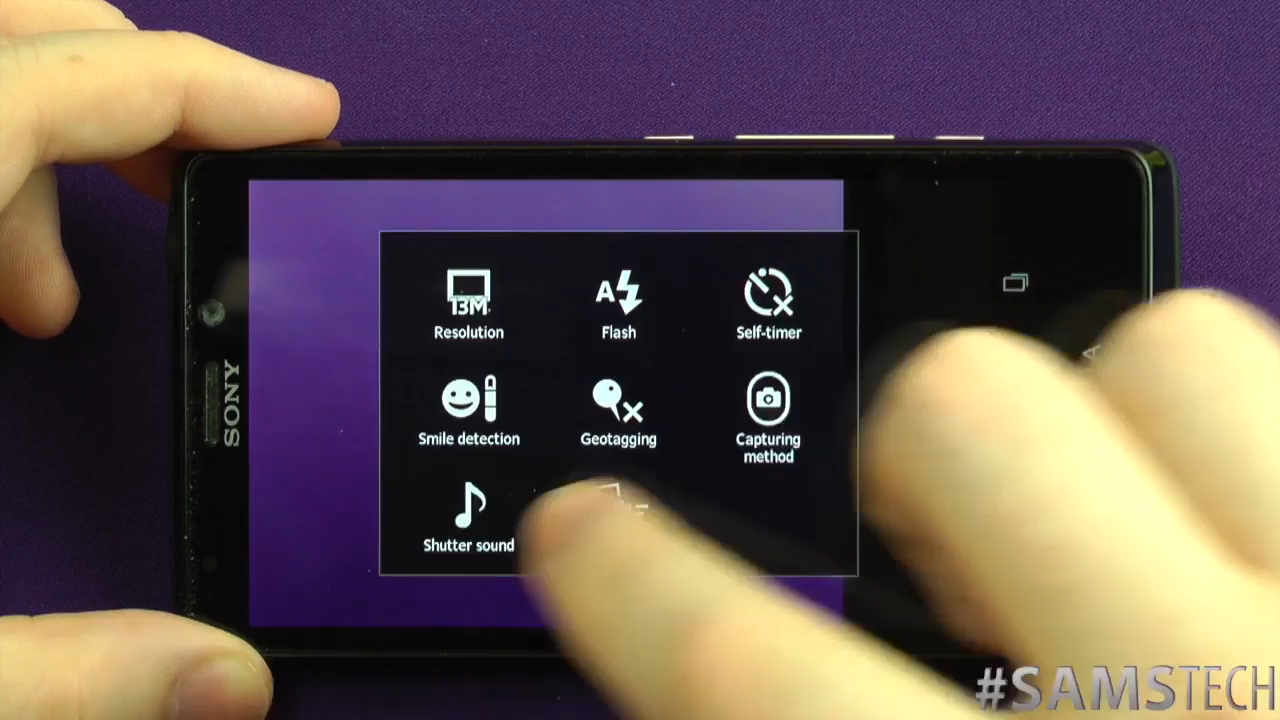 13M
A
Resolution
Flash
Self-timer
SONY
Smile detection
Geotagging
Capturing
method
Shutter sound
#SAMSTECH